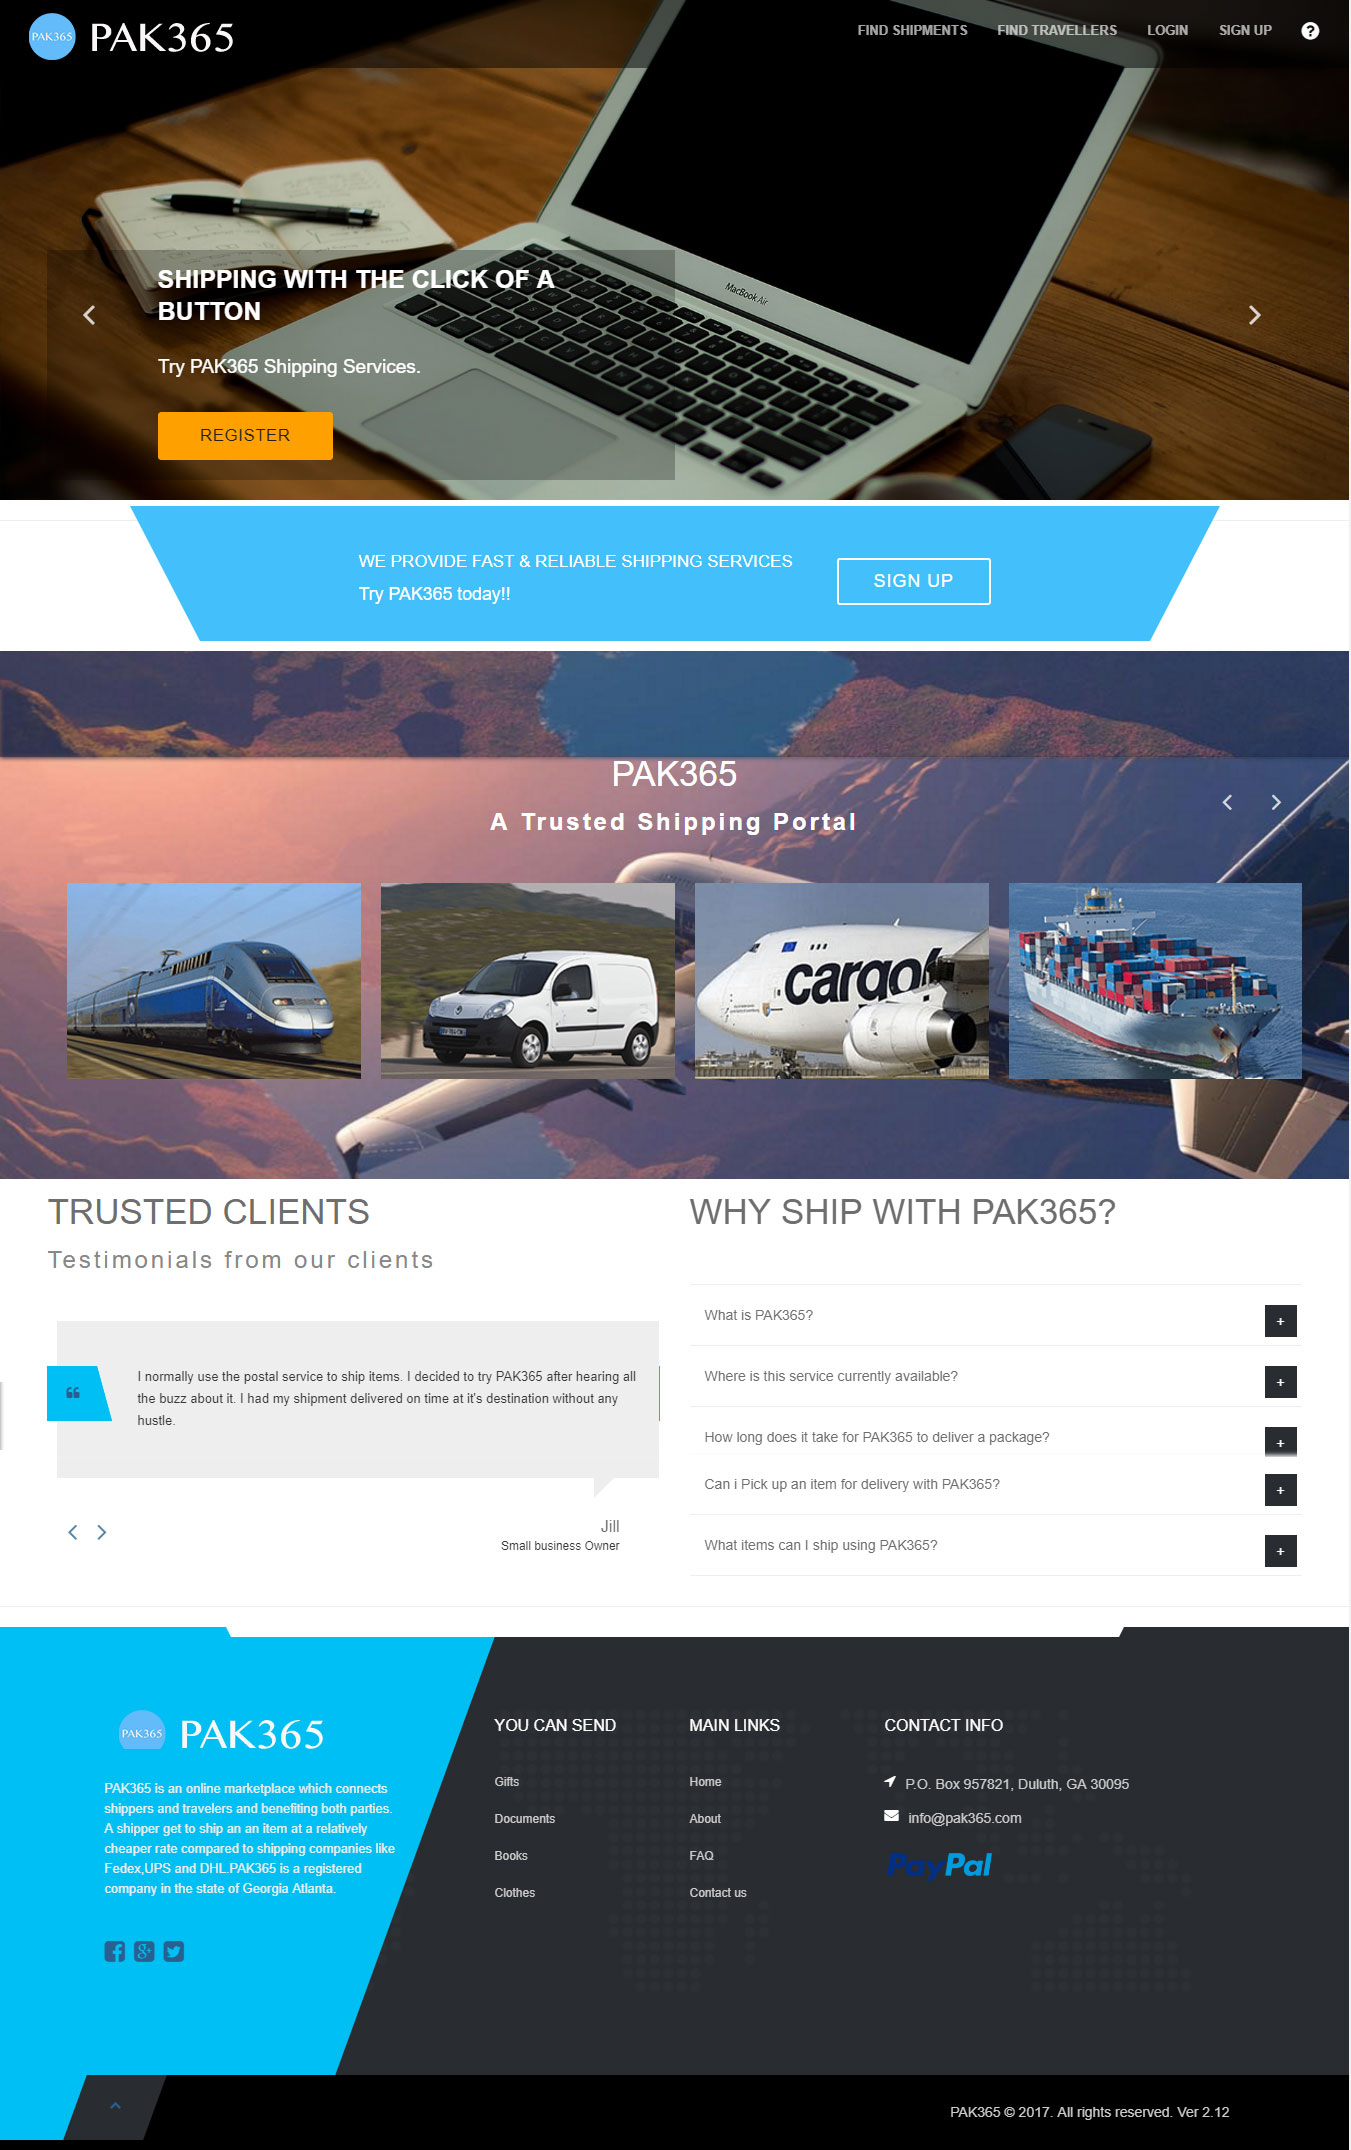 PAK365 PAK365
FIND SHIPMENTS FIND TRAVELLERS LOGIN SIGN UP ?
MacBook Air
SHIPPING WITH THE CLICK OF A
BUTTON
Try PAK365 Shipping Services.
REGISTER
WE PROVIDE FAST & RELIABLE SHIPPING SERVICES
Try PAK365 today!!
SIGN UP
PAK365
A Trusted Shipping Portal
cargo
TRUSTED CLIENTS
Testimonials from our clients
I normally use the postal service to ship items. I decided to try PAK365 after hearing all
the buzz about it. I had my shipment delivered on time at it's destination without any
hustle.
Jill
Small business Owner
WHY SHIP WITH PAK365?
What is PAK365? +
Where is this service currently available? +
How long does it take for PAK365 to deliver a package? +
Can i Pick up an item for delivery with PAK365? +
What items can I ship using PAK365? +
PAK365 PAK365
PAK365 is an online marketplace which connects
shippers and travelers and benefiting both parties.
A shipper get to ship an an item at a relatively
cheaper rate compared to shipping companies like
Fedex,UPS and DHL.PAK365 is a registered
company in the state of Georgia Atlanta.
YOU CAN SEND
Gifts
Documents
Books
Clothes
MAIN LINKS
Home
About
FAQ
Contact us
CONTACT INFO
P.O. Box 957821, Duluth, GA 30095
info@pak365.com
PayPal
PAK365 © 2017. All rights reserved. Ver 2.12